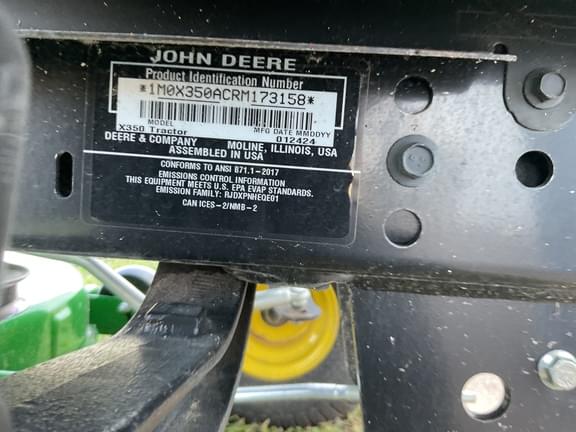 JOHN DEERE
Product Identification Number
*1M0X350ACRM173158*
MODEL MFG DATE MMDDYY
X350 Tractor 012424
DEERE & COMPANY MOLINE, ILLINOIS, USA
ASSEMBLED IN USA
CONFORMS TO ANSI B71.1-2017
EMISSIONS CONTROL INFORMATION
THIS EQUIPMENT MEETS U.S. EPA EVAP STANDARDS.
EMISSION FAMILY: RJDXPNHEQE01
CAN ICES-2/NMB-2